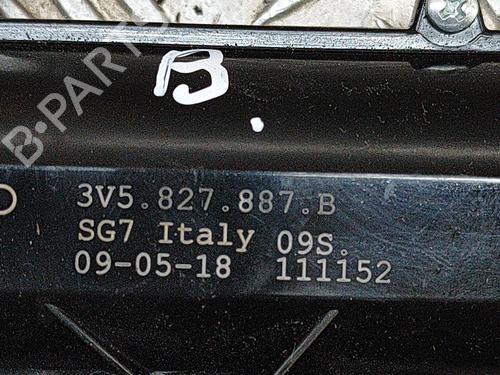 B-PARTS
B
3V5.827.887.B
SG7 Italy 09S.
09-05-18 111152